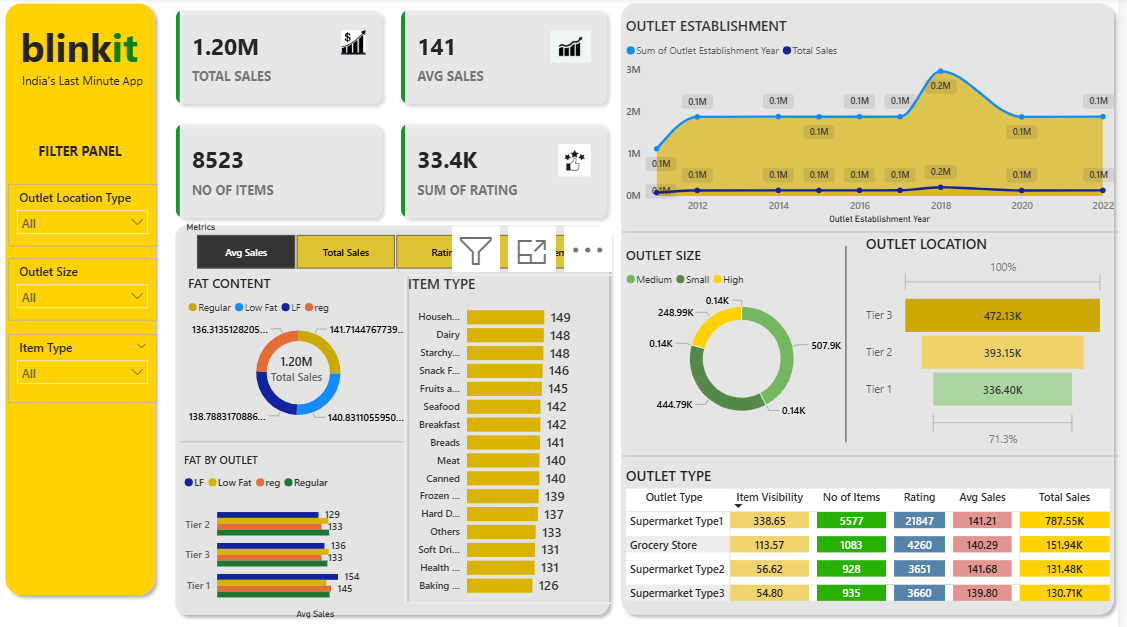 blinkit
India's Last Minute App
FILTER PANEL
Outlet Location Type
All
Outlet Size
All
Item Type
All
1.20M
TOTAL SALES
$
141
AVG SALES
8523
NO OF ITEMS
33.4K
SUM OF RATING
Metrics
Avg Sales
Total Sales
FAT CONTENT
Regular Low Fat LF reg
136.3135128205...
141.7144767739...
1.20M
Total Sales
138.7883170886...
140.8311055950...
FAT BY OUTLET
LF Low Fat reg Regular
Tier 2
129
133
Tier 3
136
133
Tier 1
154
145
Avg Sales
ITEM TYPE
Househ... 149
Dairy 148
Starchy... 148
Snack F... 146
Fruits a... 145
Seafood 142
Breakfast 142
Breads 141
Meat 140
Canned 140
Frozen ... 139
Hard D... 137
Others 133
Soft Dri... 131
Health ... 131
Baking ... 126
OUTLET ESTABLISHMENT
Sum of Outlet Establishment Year Total Sales
3M
2M
1M
0M
0.1M 0.1M 0.1M 0.1M 0.1M 0.2M 0.1M 0.1M
0.1M
0.1M 0.1M 0.1M 0.1M 0.1M 0.1M 0.2M 0.1M 0.1M
2012 2014 2016 2018 2020 2022
Outlet Establishment Year
OUTLET SIZE
Medium Small High
0.14K
248.99K
0.14K
507.9K
444.79K
0.14K
OUTLET LOCATION
100%
Tier 3 472.13K
Tier 2 393.15K
Tier 1 336.40K
71.3%
OUTLET TYPE
Outlet Type Item Visibility No of Items Rating Avg Sales Total Sales
Supermarket Type1 338.65 5577 21847 141.21 787.55K
Grocery Store 113.57 1083 4260 140.29 151.94K
Supermarket Type2 56.62 928 3651 141.68 131.48K
Supermarket Type3 54.80 935 3660 139.80 130.71K